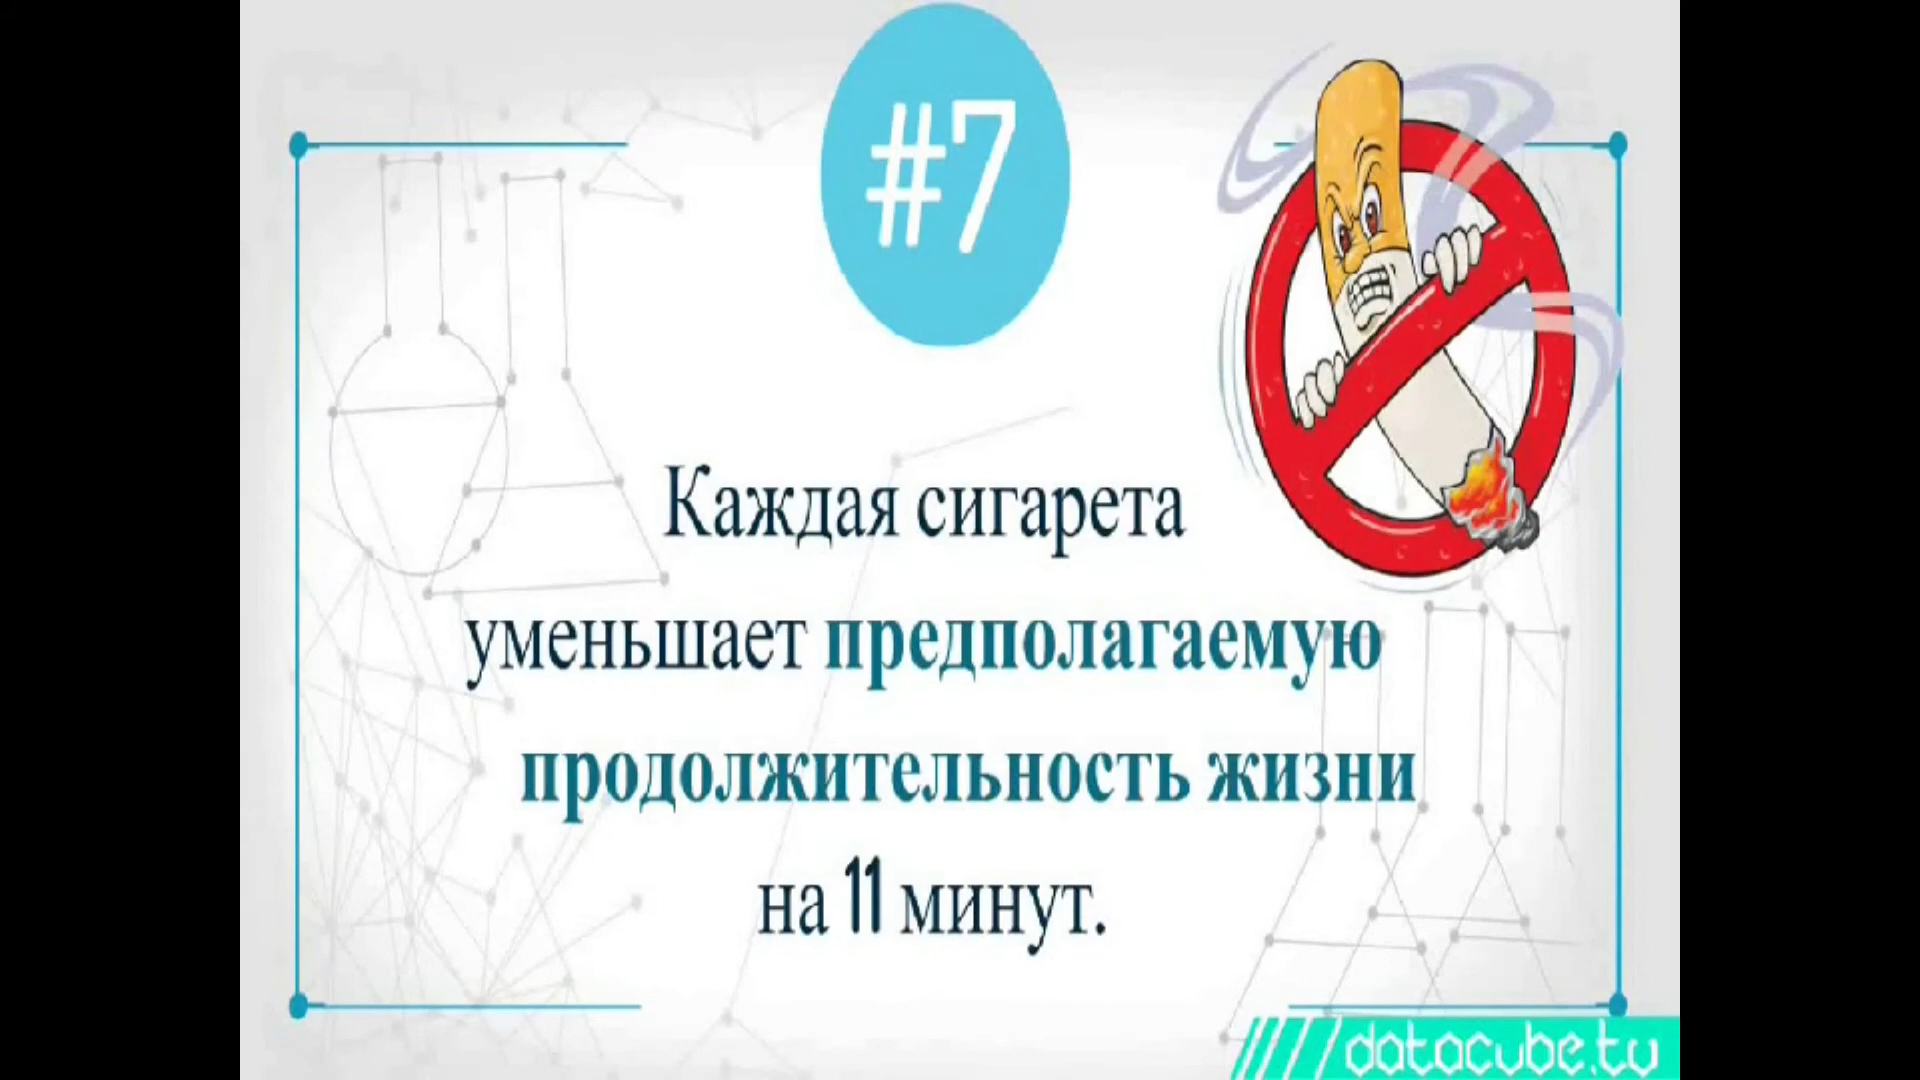 #7
Каждая сигарета
уменьшает предполагаемую
продолжительность жизни
на 11 минут.
datacube.tv